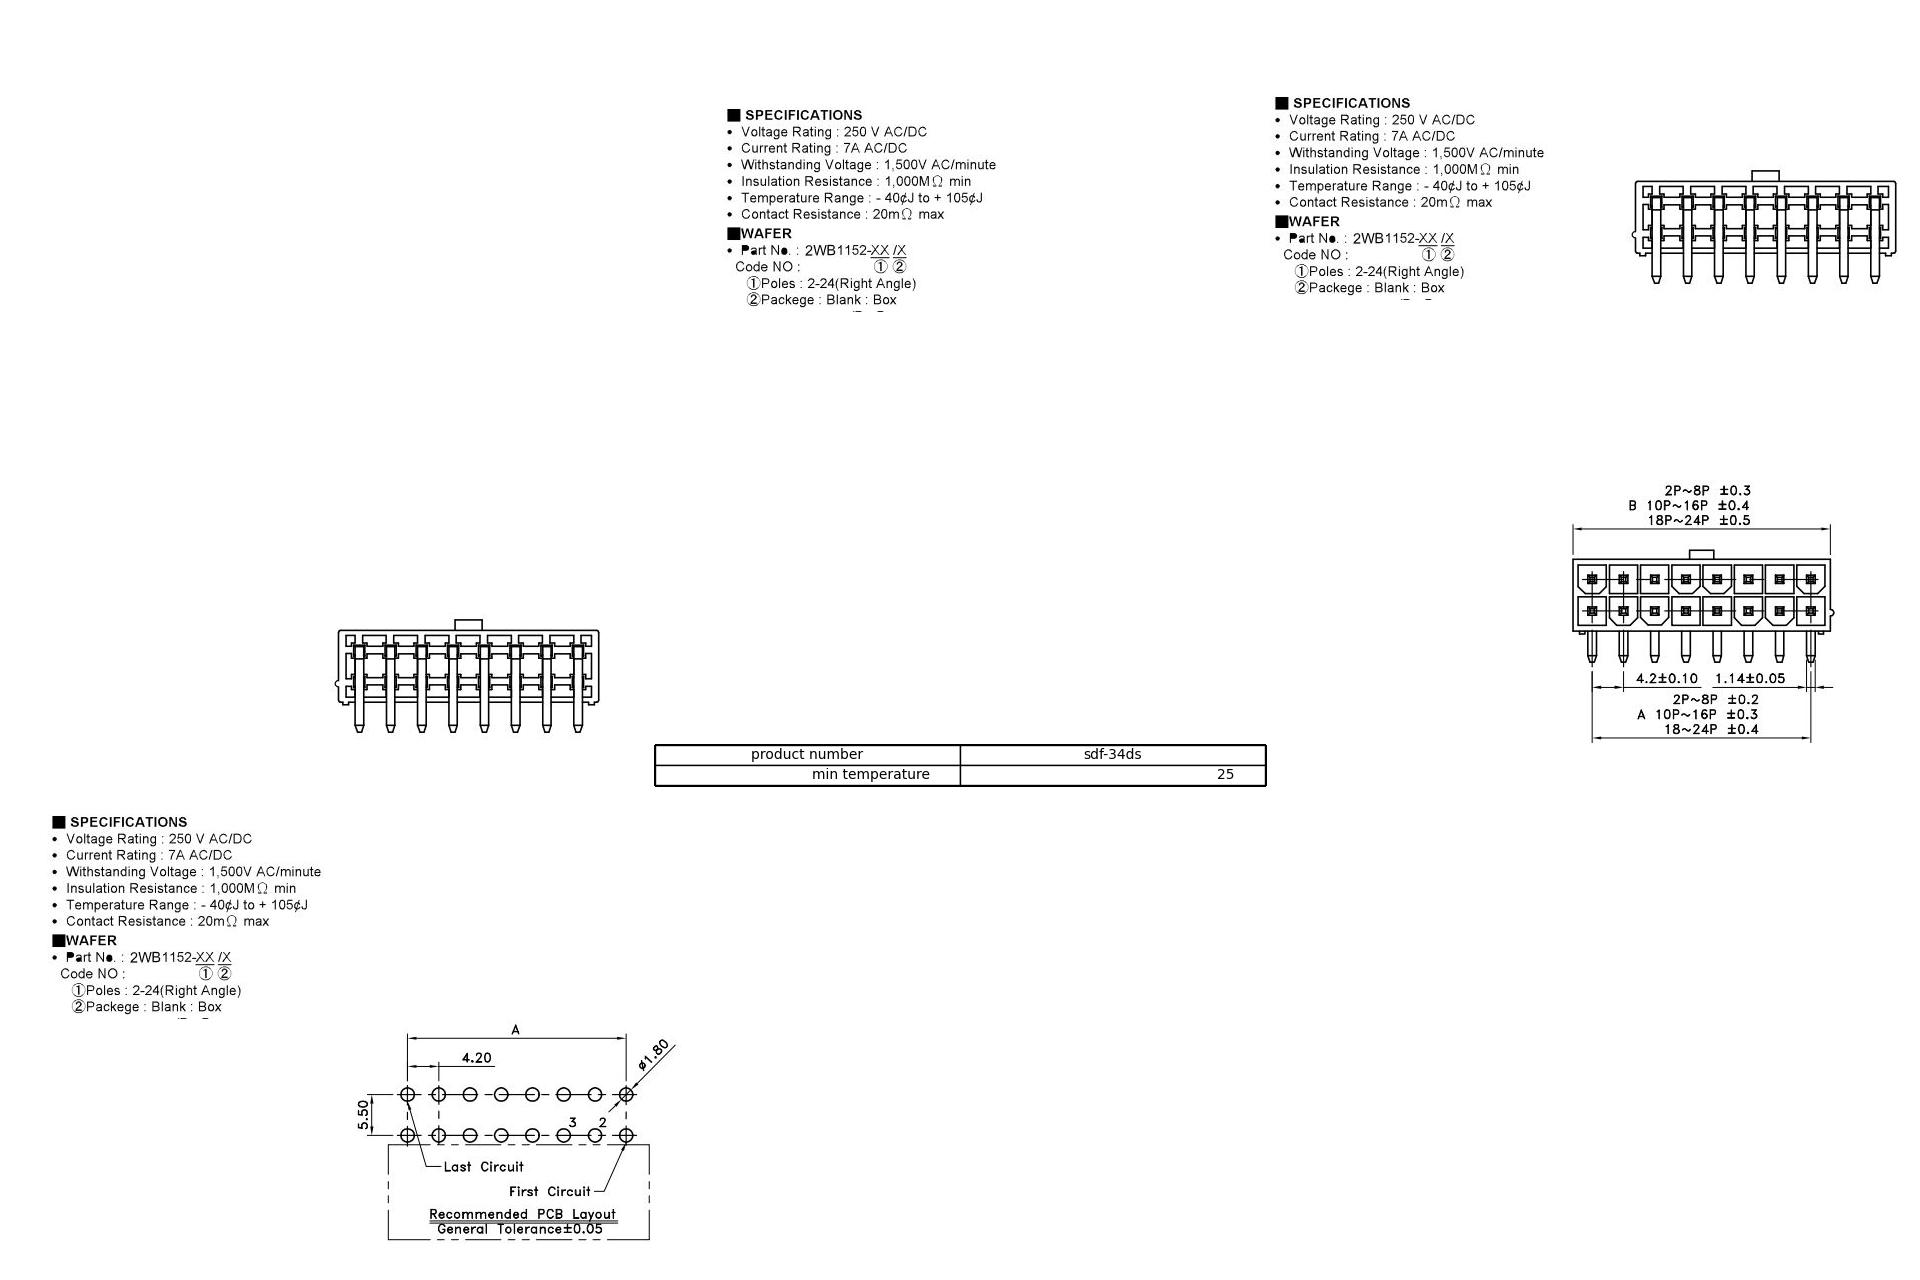 ■ SPECIFICATIONS
• Voltage Rating : 250 V AC/DC
• Current Rating : 7A AC/DC
• Withstanding Voltage : 1,500V AC/minute
• Insulation Resistance : 1,000MΩ min
• Temperature Range : - 40¢J to + 105¢J
• Contact Resistance : 20mΩ max
■WAFER
• Part No. : 2WB1152-XX /X
Code NO : ① ②
①Poles : 2-24(Right Angle)
②Packege : Blank : Box
■ SPECIFICATIONS
• Voltage Rating : 250 V AC/DC
• Current Rating : 7A AC/DC
• Withstanding Voltage : 1,500V AC/minute
• Insulation Resistance : 1,000MΩ min
• Temperature Range : - 40¢J to + 105¢J
• Contact Resistance : 20mΩ max
■WAFER
• Part No. : 2WB1152-XX /X
Code NO : ① ②
①Poles : 2-24(Right Angle)
②Packege : Blank : Box
2P~8P ±0.3
B 10P~16P ±0.4
18P~24P ±0.5
4.2±0.10 1.14±0.05
2P~8P ±0.2
A 10P~16P ±0.3
18~24P ±0.4
product number sdf-34ds
min temperature 25
■ SPECIFICATIONS
• Voltage Rating : 250 V AC/DC
• Current Rating : 7A AC/DC
• Withstanding Voltage : 1,500V AC/minute
• Insulation Resistance : 1,000MΩ min
• Temperature Range : - 40¢J to + 105¢J
• Contact Resistance : 20mΩ max
■WAFER
• Part No. : 2WB1152-XX /X
Code NO : ① ②
①Poles : 2-24(Right Angle)
②Packege : Blank : Box
A
4.20
ø1.80
5.50
3 2
Last Circuit
First Circuit
Recommended PCB Layout
General Tolerance±0.05